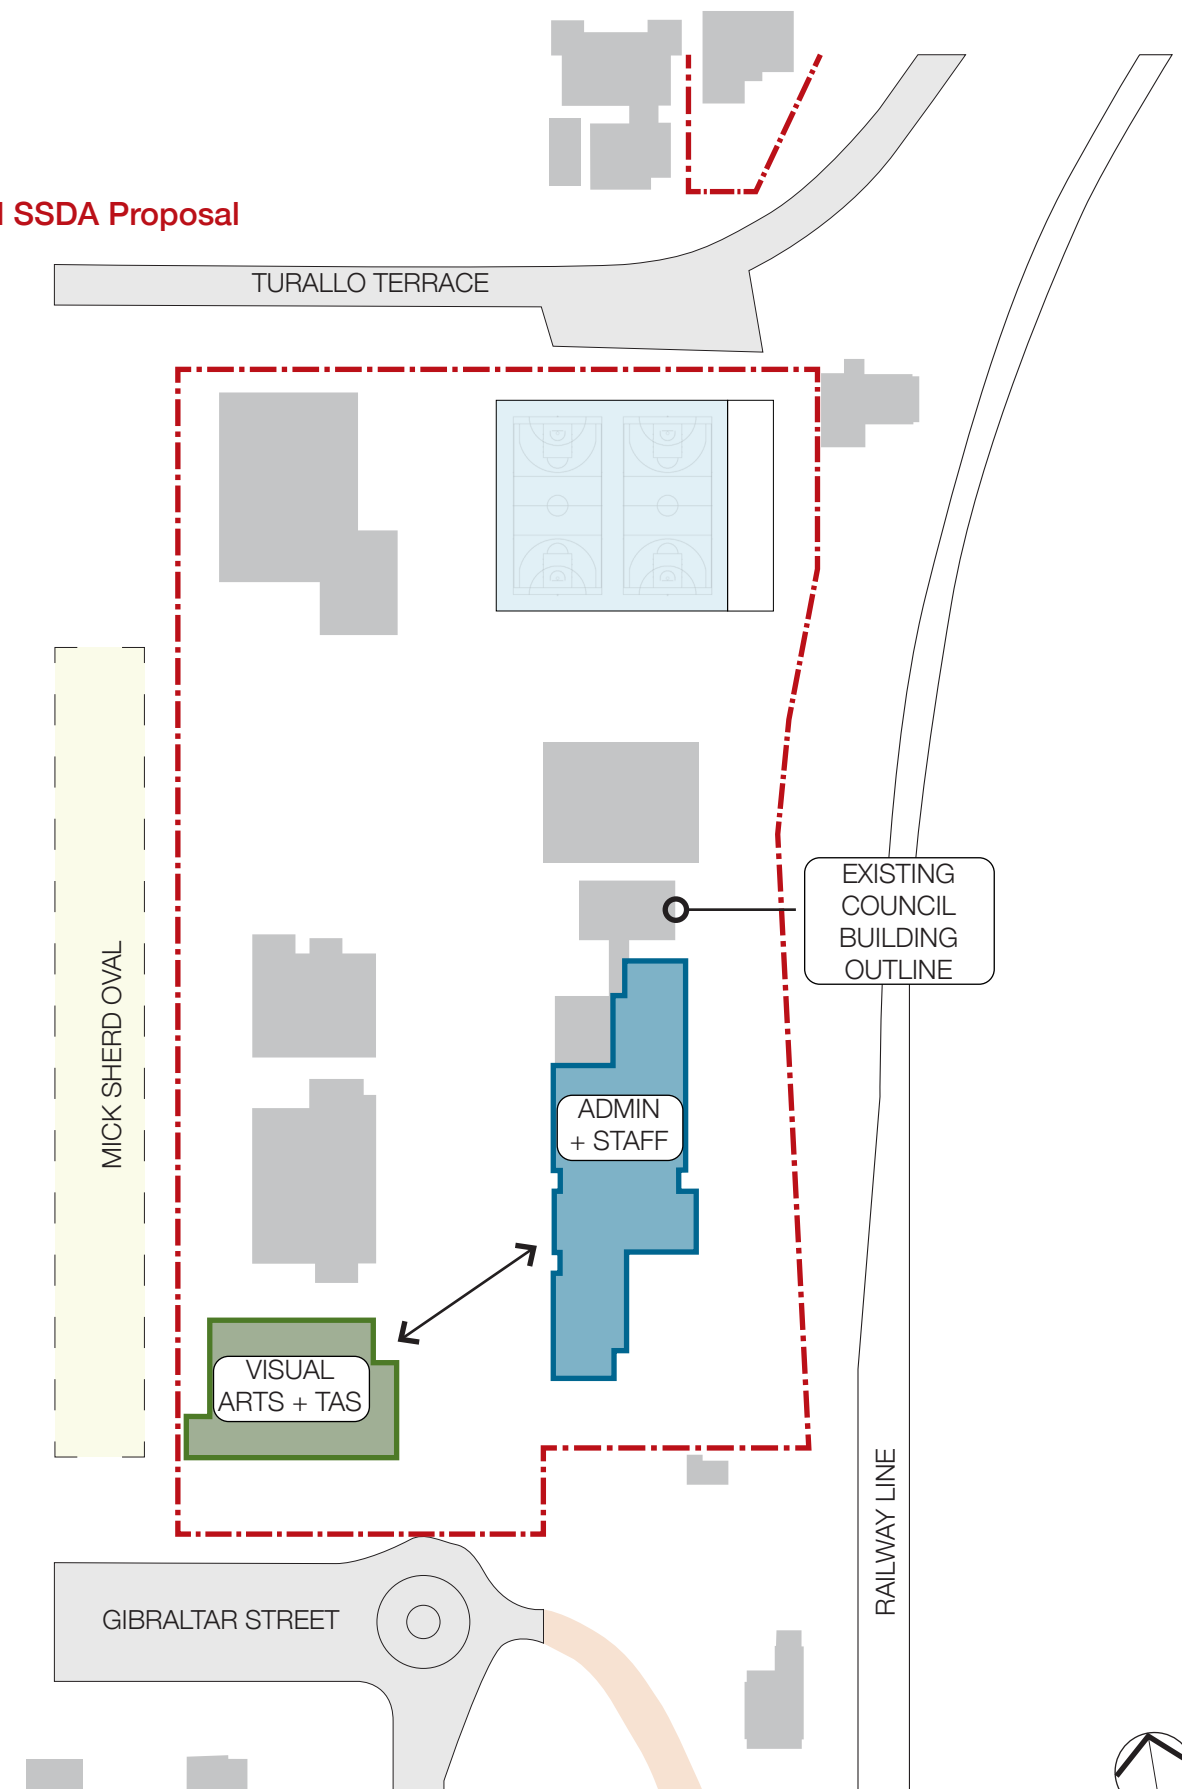 SSDA Proposal
TURALLO TERRACE
EXISTING
COUNCIL
BUILDING
OUTLINE
MICK SHERD OVAL
ADMIN
+ STAFF
VISUAL
ARTS + TAS
RAILWAY LINE
GIBRALTAR STREET